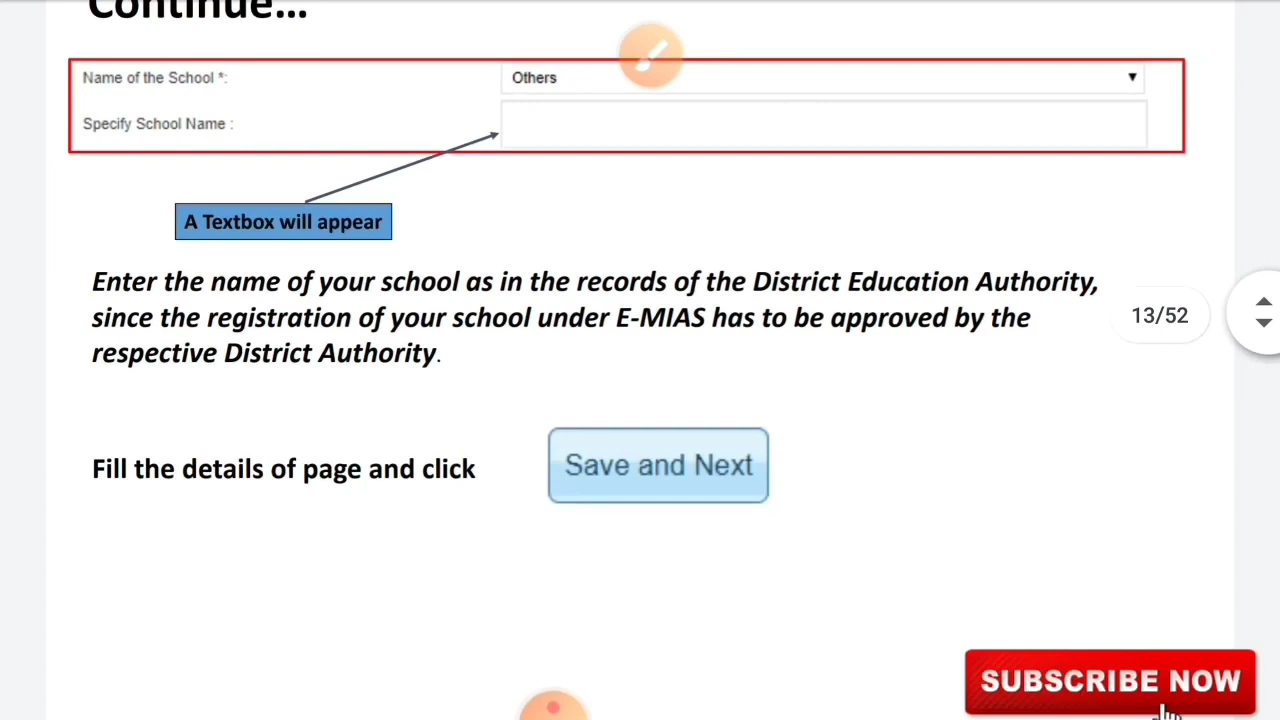 Continue...
Name of the School *:
Others
Specify School Name :
A Textbox will appear
Enter the name of your school as in the records of the District Education Authority,
since the registration of your school under E-MIAS has to be approved by the
respective District Authority.
13/52
Fill the details of page and click
Save and Next
SUBSCRIBE NOW